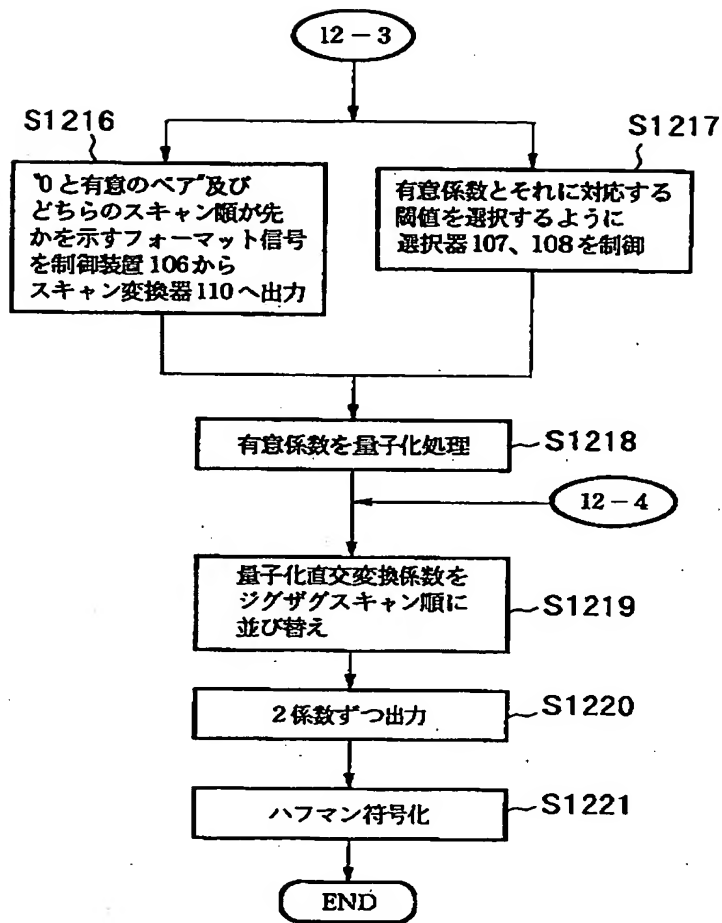 12-3
S1216
S1217
"0と有意のペア"及び
どちらのスキャン順が先
かを示すフォーマット信号
を制御装置106から
スキャン変換器110へ出力
有意係数とそれに対応する
閾値を選択するように
選択器107、108を制御
有意係数を量子化処理
S1218
12-4
量子化直交変換係数を
ジグザグスキャン順に
並び替え
S1219
2係数ずつ出力
S1220
ハフマン符号化
S1221
END